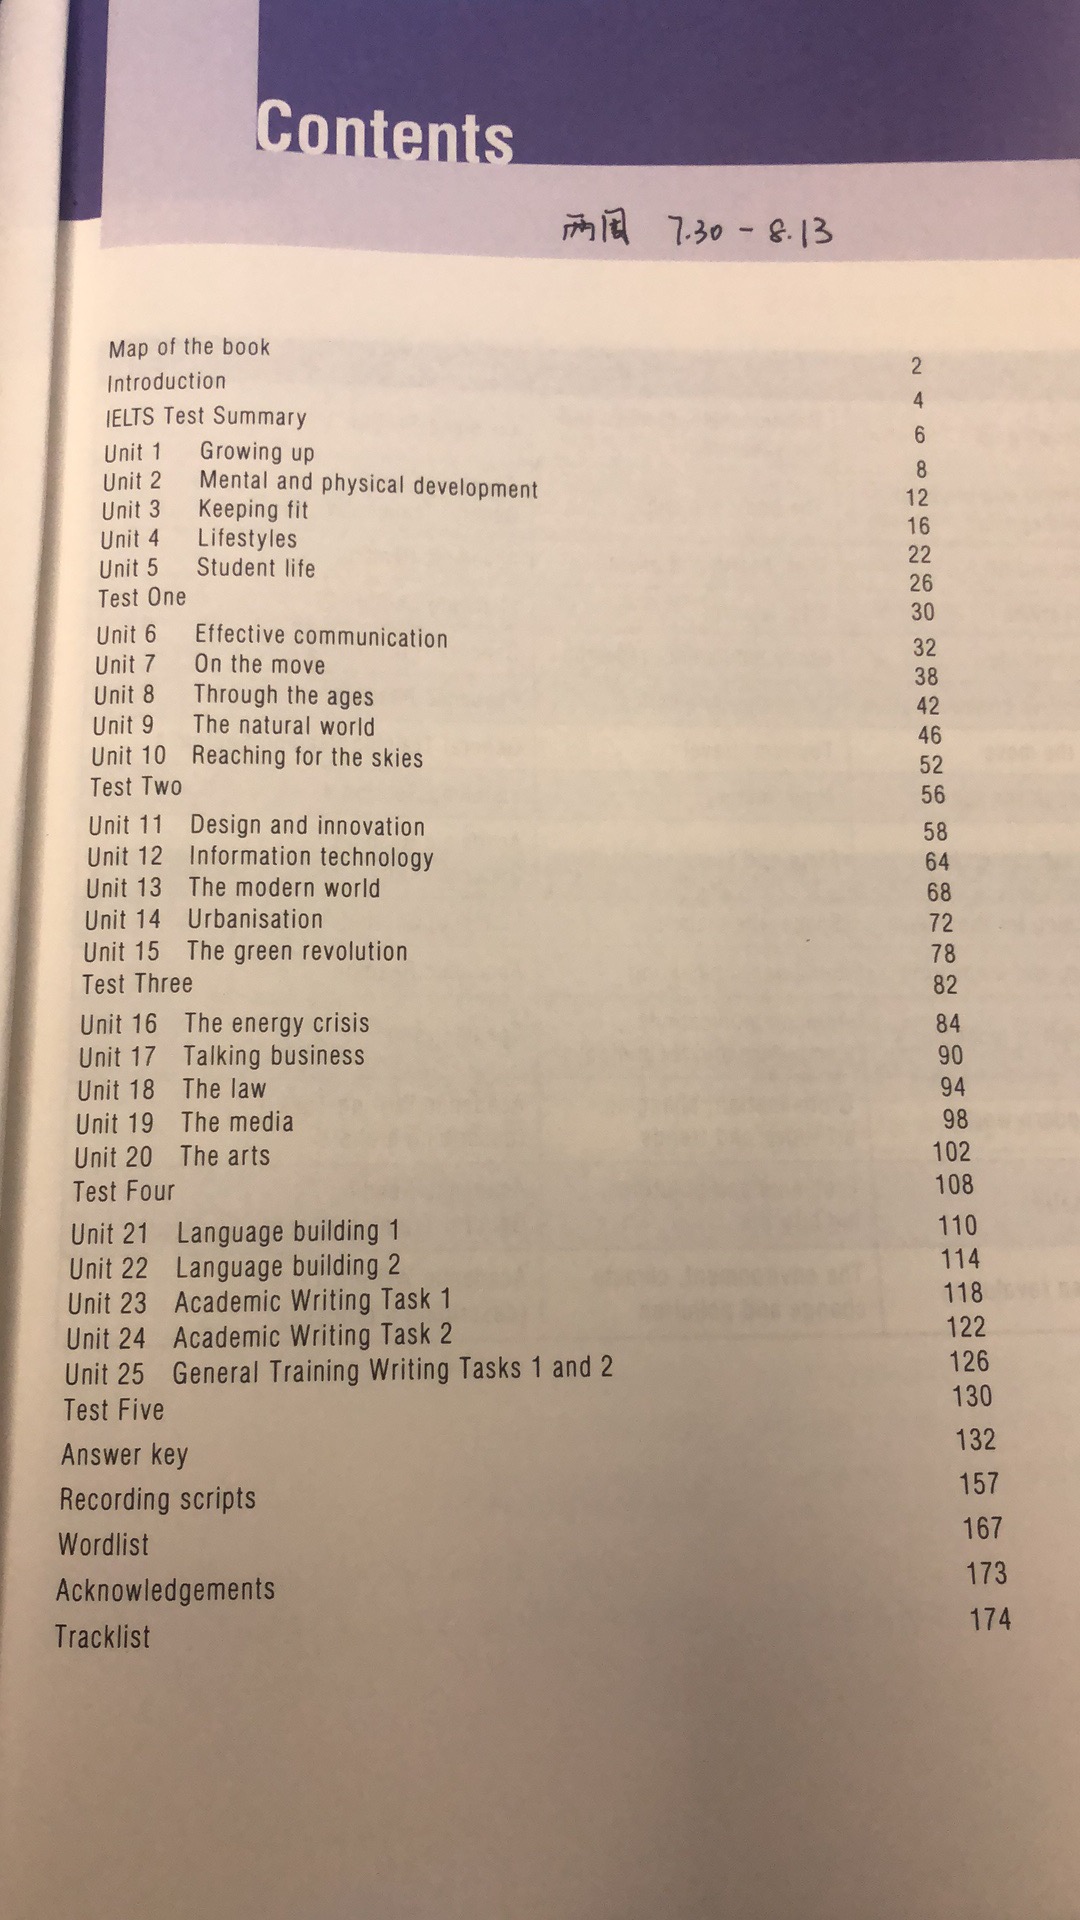 Contents
两周 7.30 - 8.13
Map of the book 2
Introduction 4
IELTS Test Summary 6
Unit 1 Growing up 8
Unit 2 Mental and physical development 12
Unit 3 Keeping fit 16
Unit 4 Lifestyles 22
Unit 5 Student life 26
Test One 30
Unit 6 Effective communication 32
Unit 7 On the move 38
Unit 8 Through the ages 42
Unit 9 The natural world 46
Unit 10 Reaching for the skies 52
Test Two 56
Unit 11 Design and innovation 58
Unit 12 Information technology 64
Unit 13 The modern world 68
Unit 14 Urbanisation 72
Unit 15 The green revolution 78
Test Three 82
Unit 16 The energy crisis 84
Unit 17 Talking business 90
Unit 18 The law 94
Unit 19 The media 98
Unit 20 The arts 102
Test Four 108
Unit 21 Language building 1 110
Unit 22 Language building 2 114
Unit 23 Academic Writing Task 1 118
Unit 24 Academic Writing Task 2 122
Unit 25 General Training Writing Tasks 1 and 2 126
Test Five 130
Answer key 132
Recording scripts 157
Wordlist 167
Acknowledgements 173
Tracklist 174